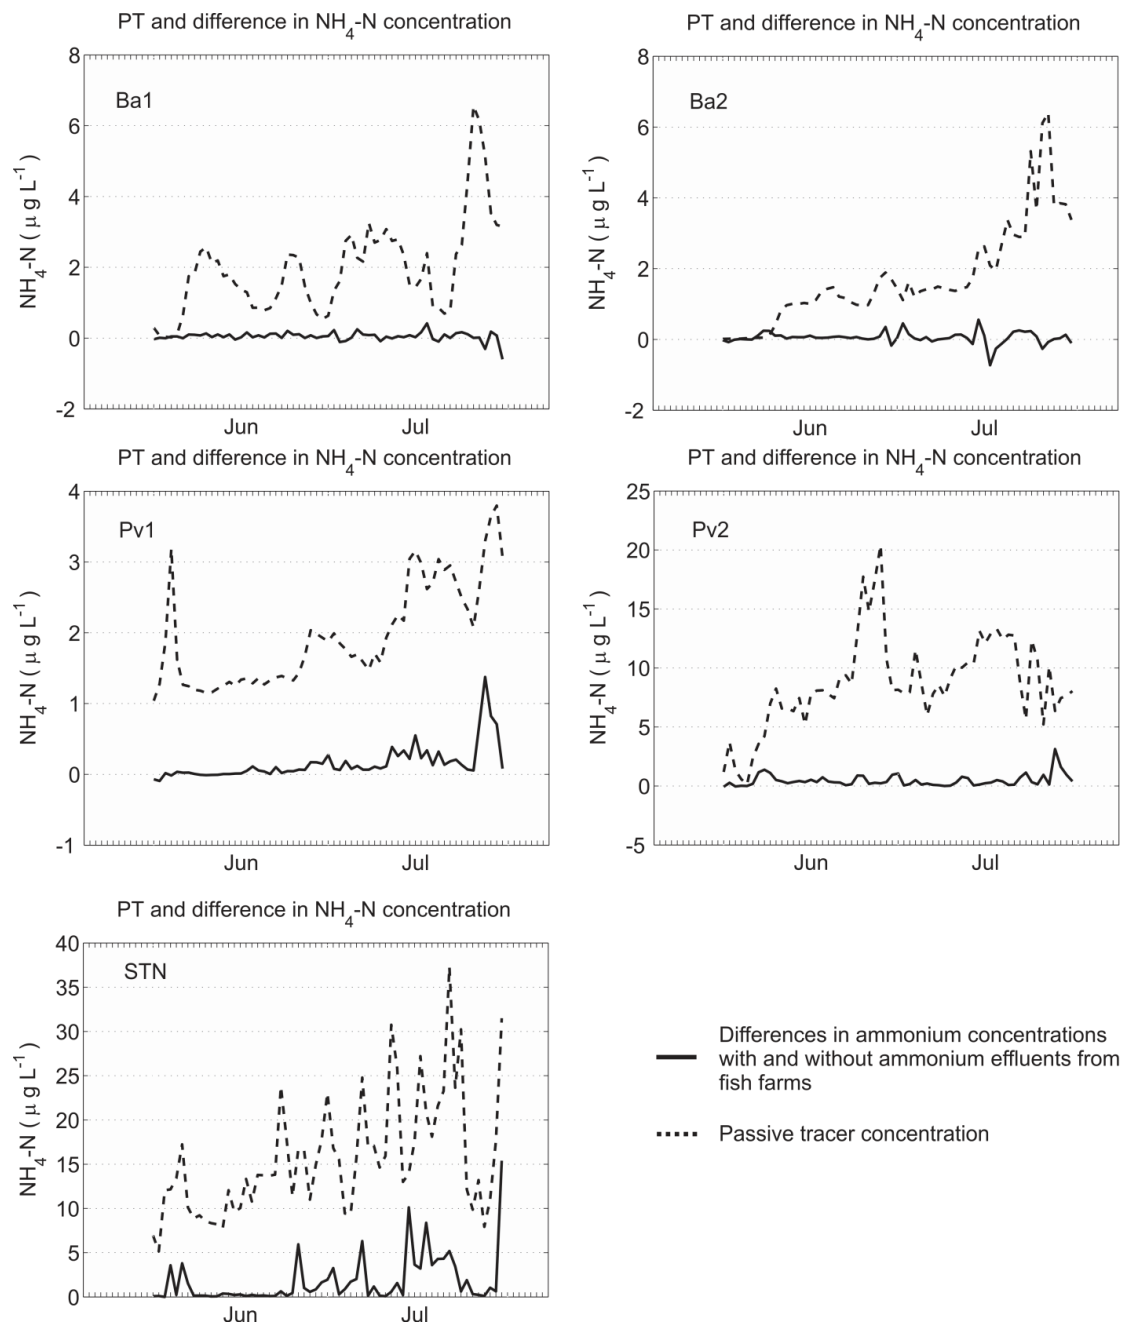 PT and difference in NH4-N concentration
Ba1
NH4-N ( μ g L-1 )
8
6
4
2
0
-2
Jun
Jul
PT and difference in NH4-N concentration
Ba2
NH4-N ( μ g L-1 )
8
6
4
2
0
-2
Jun
Jul
PT and difference in NH4-N concentration
Pv1
NH4-N ( μ g L-1 )
4
3
2
1
0
-1
Jun
Jul
PT and difference in NH4-N concentration
Pv2
NH4-N ( μ g L-1 )
25
20
15
10
5
0
-5
Jun
Jul
PT and difference in NH4-N concentration
STN
NH4-N ( μ g L-1 )
40
35
30
25
20
15
10
5
0
Jun
Jul
Differences in ammonium concentrations
with and without ammonium effluents from
fish farms
Passive tracer concentration